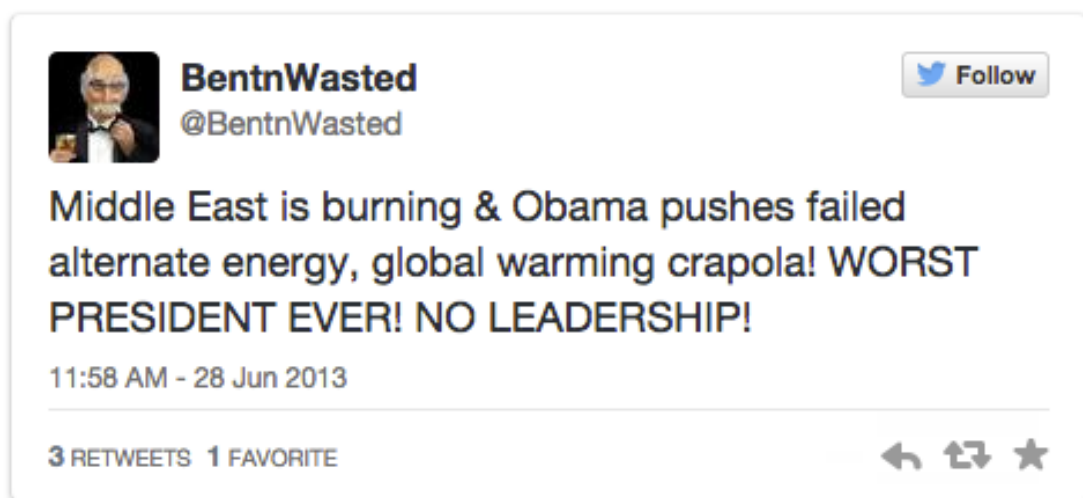 BentnWasted
Follow
@BentnWasted
Middle East is burning & Obama pushes failed
alternate energy, global warming crapola! WORST
PRESIDENT EVER! NO LEADERSHIP!
11:58 AM - 28 Jun 2013
3 RETWEETS 1 FAVORITE